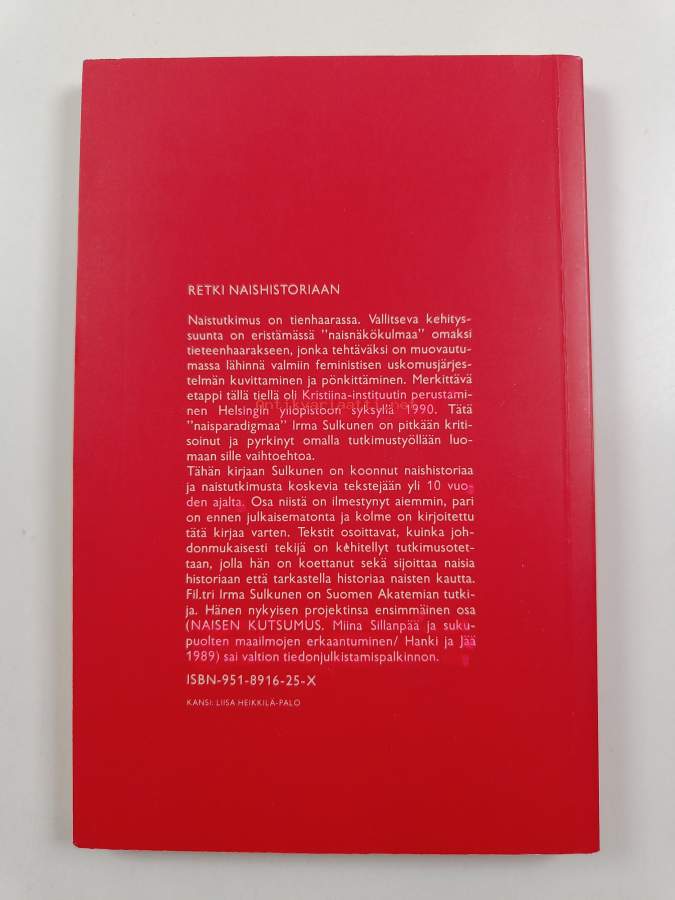 RETKI NAISHISTORIAAN
Naistutkimus on tienhaarassa. Vallitseva kehitys-
suunta on eristämässä "naisnäkökulmaa" omaksi
tieteenhaarakseen, jonka tehtäväksi on muovautu-
massa lähinnä valmiin feministisen uskomusjärjes-
telmän kuvittaminen ja pönkittäminen. Merkittävä
etappi tällä tiellä oli Kristiina-instituutin perustami-
nen Helsingin yliopistoon syksyllä 1990. Tätä
"naisparadigmaa" Irma Sulkunen on pitkään kriti-
soinut ja pyrkinyt omalla tutkimustyöllään luo-
maan sille vaihtoehtoa.
Tähän kirjaan Sulkunen on koonnut naishistoriaa
ja naistutkimusta koskevia tekstejään yli 10 vuo-
den ajalta. Osa niistä on ilmestynyt aiemmin, pari
on ennen julkaisematonta ja kolme on kirjoitettu
tätä kirjaa varten. Tekstit osoittavat, kuinka joh-
donmukaisesti tekijä on kehitellyt tutkimusotet-
taan, jolla hän on koettanut sekä sijoittaa naisia
historiaan että tarkastella historiaa naisten kautta.
Fil.tri Irma Sulkunen on Suomen Akatemian tutki-
ja. Hänen nykyisen projektinsa ensimmäinen osa
(NAISEN KUTSUMUS. Miina Sillanpää ja suku-
puolten maailmojen erkaantuminen/ Hanki ja Jää
1989) sai valtion tiedonjulkistamispalkinnon.
ISBN-951-8916-25-X
KANSI: LIISA HEIKKILÄ-PALO
Antikvariaatti.net